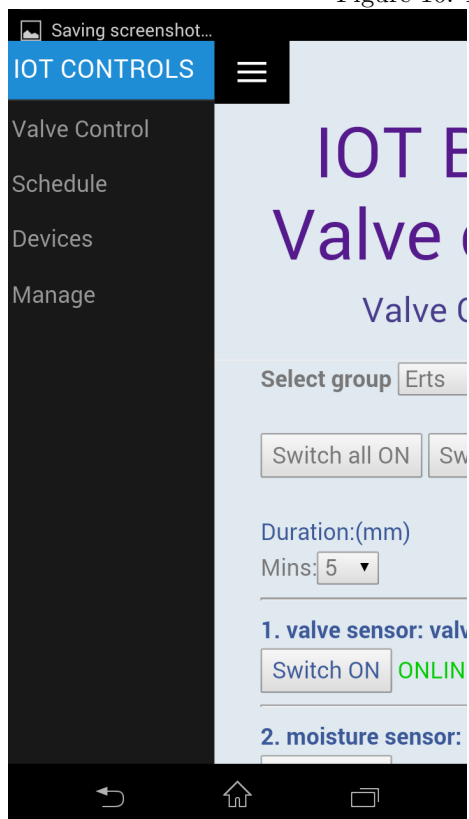 Saving screenshot...
IOT CONTROLS
Valve Control
Schedule
Devices
Manage
IOT
Valve
Valve
Select group Erts
Switch all ON
Duration:(mm)
Mins: 5
1. valve sensor:
Switch ON
2. moisture sensor: